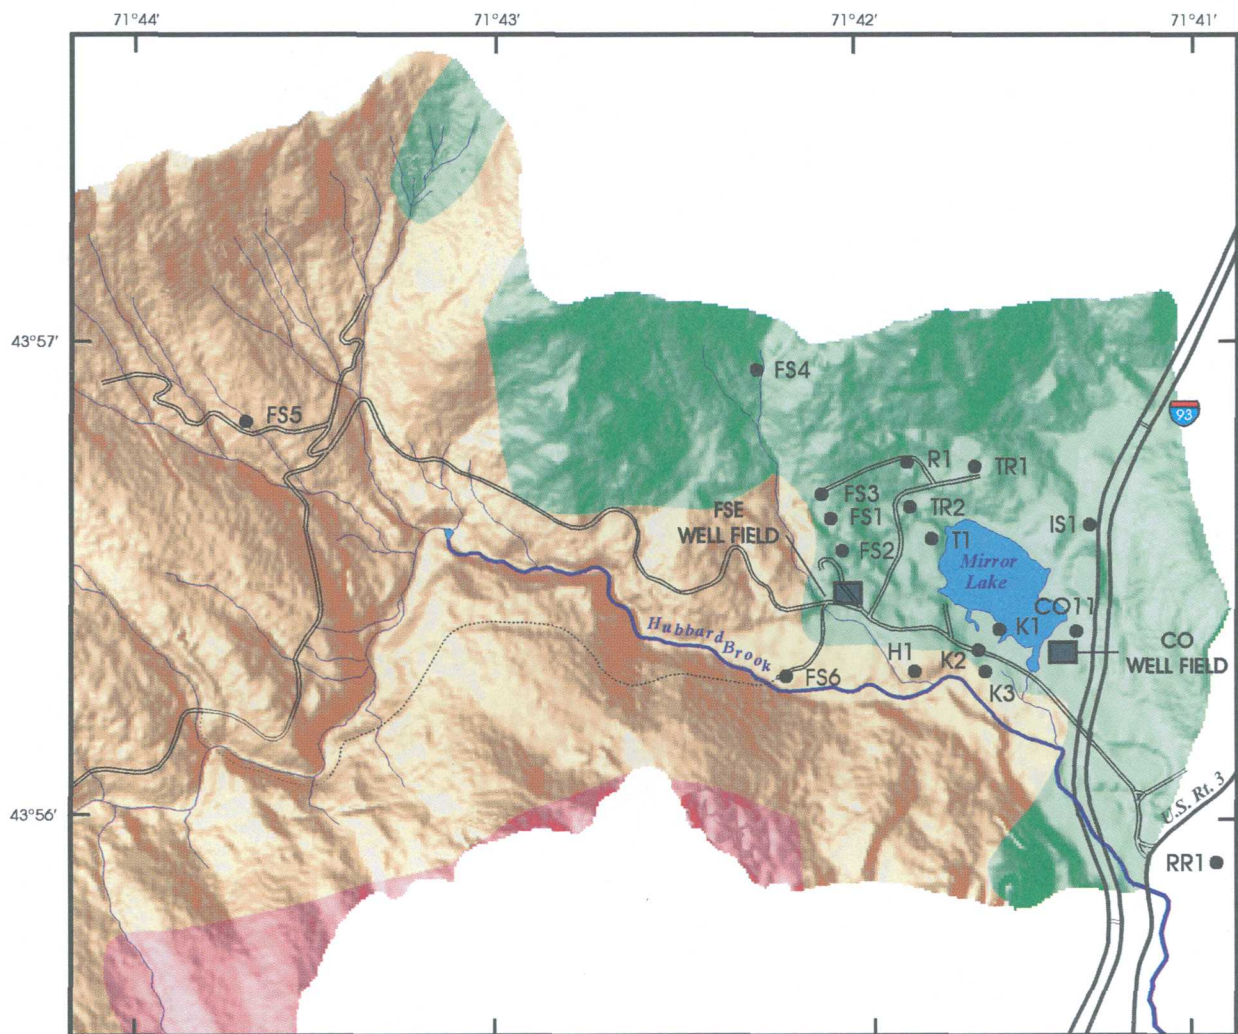 71°44′
71°43′
71°42′
71°41′
43°57′
FS4
93
FS5
R1
TR1
FS3
TR2
FSE
WELL FIELD
FS1
IS1
FS2
T1
Mirror
Lake
CO11
K1
Hubbard Brook
H1
K2
CO
WELL FIELD
FS6
K3
43°56′
U.S. Rt. 3
RR1